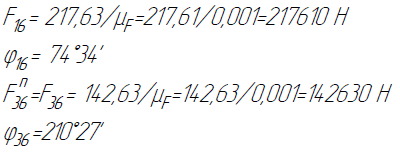 F₁₆= 217,63/μF=217,61/0,001=217610 Н
φ₁₆= 74°34'
F₃₆ⁿ=F₃₆= 142,63/μF=142,63/0,001=142630 Н
φ₃₆=210°27'